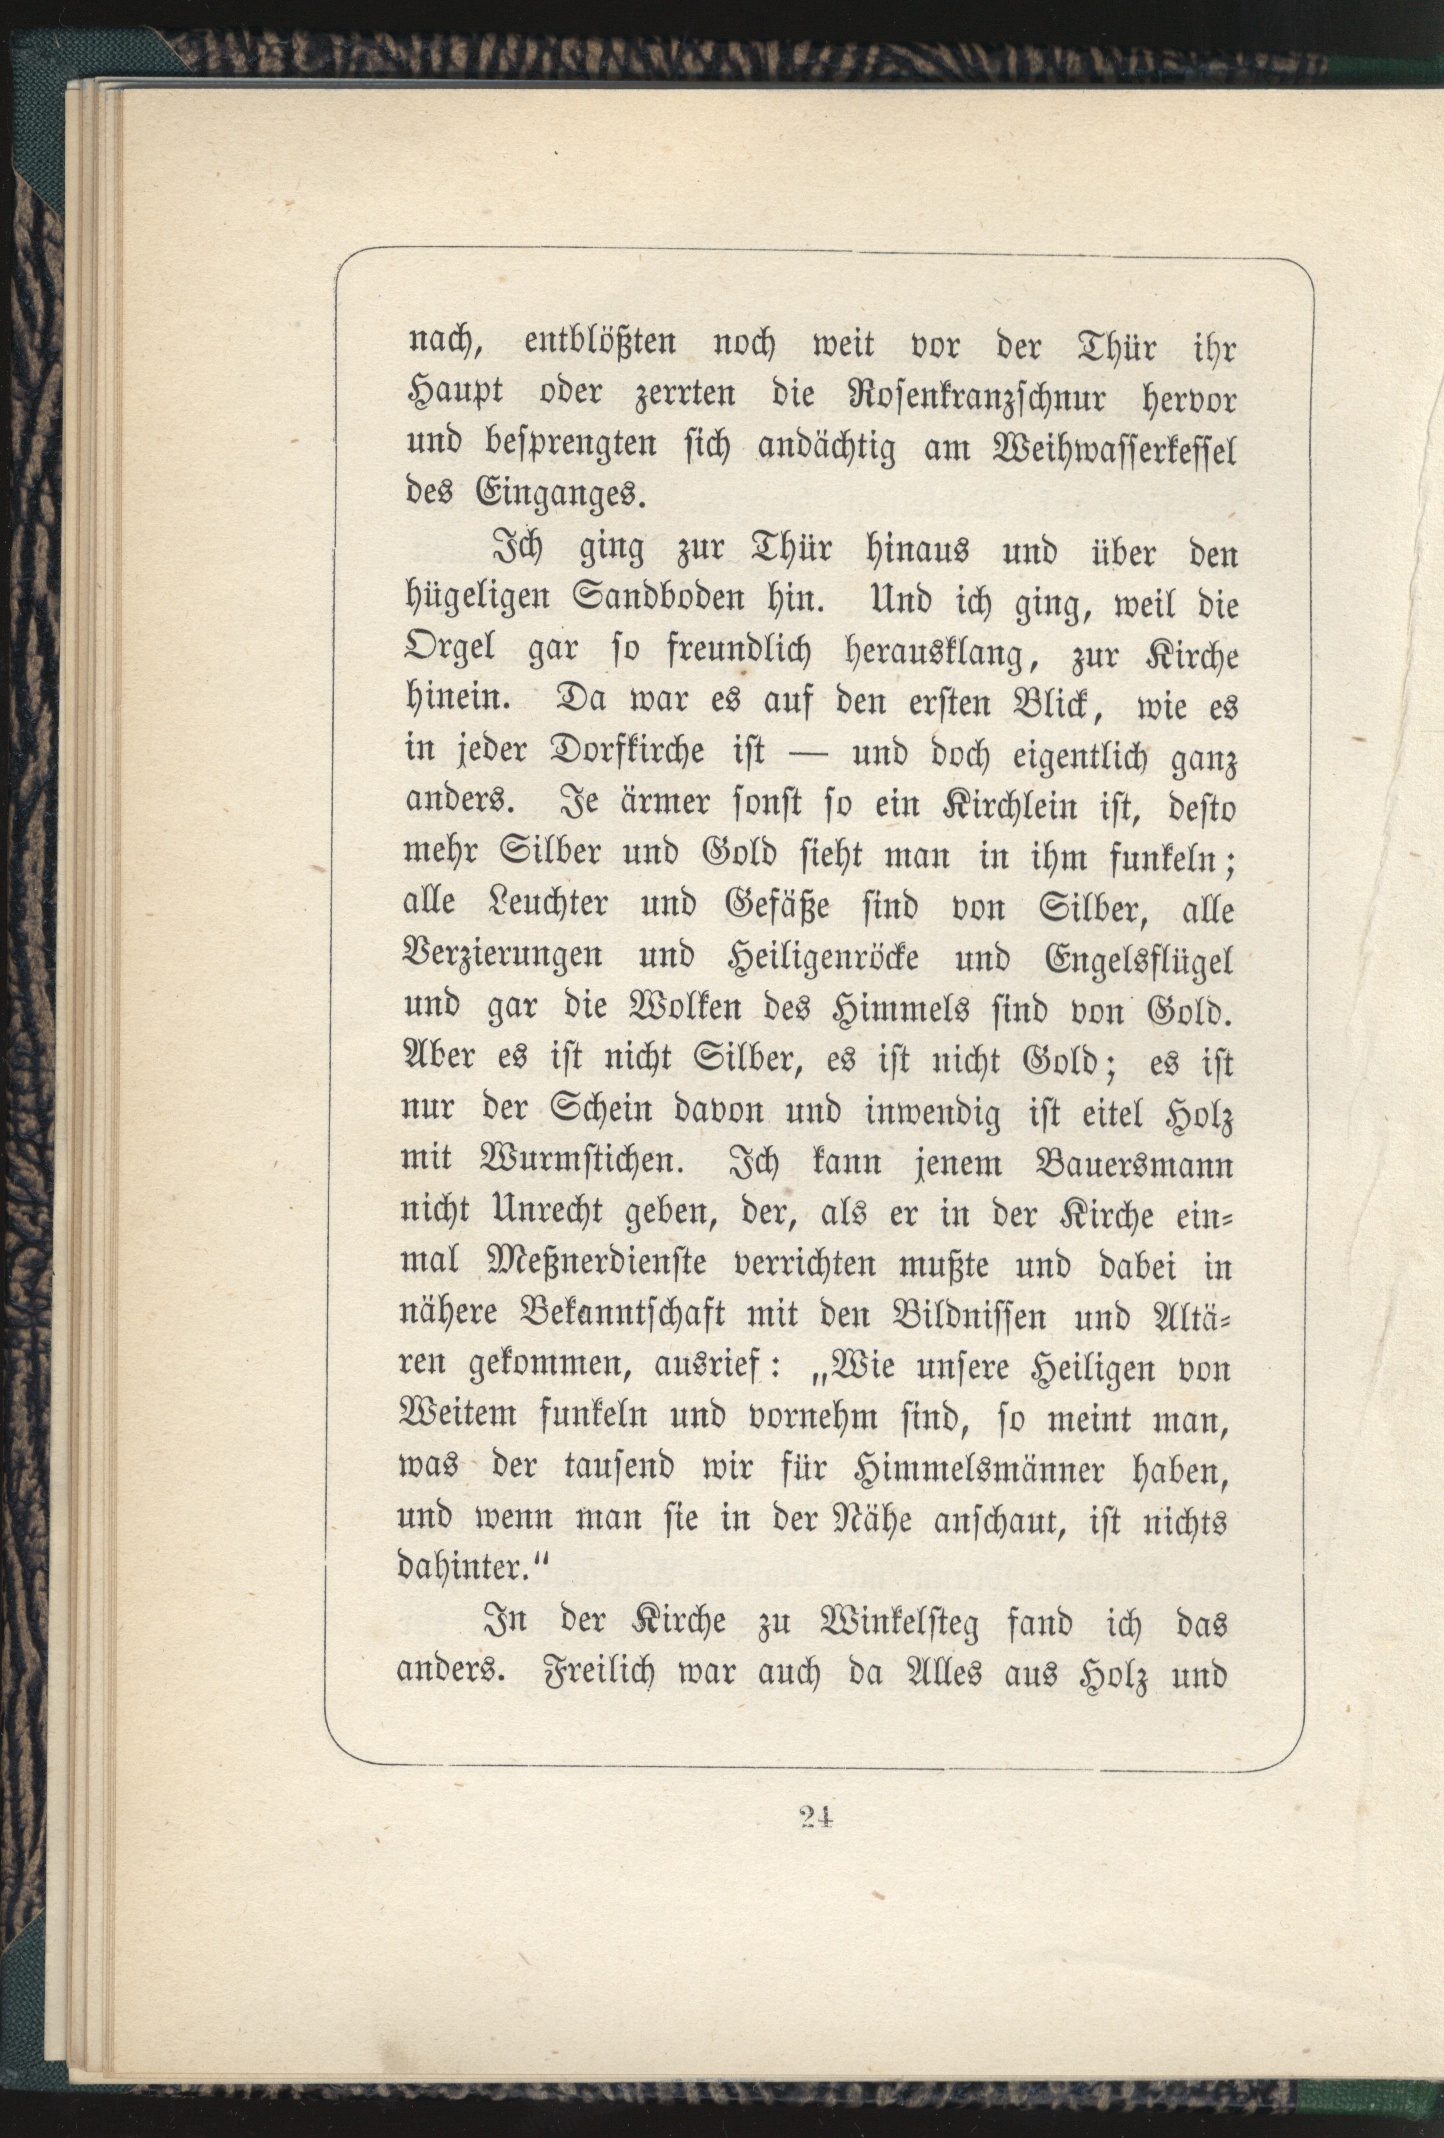 nach, entblößten noch weit vor der Thür ihr
Haupt oder zerrten die Rosenkranzschnur hervor
und besprengten sich andächtig am Weihwasserkessel
des Einganges.
Ich ging zur Thür hinaus und über den
hügeligen Sandboden hin. Und ich ging, weil die
Orgel gar so freundlich herausklang, zur Kirche
hinein. Da war es auf den ersten Blick, wie es
in jeder Dorfkirche ist — und doch eigentlich ganz
anders. Je ärmer sonst so ein Kirchlein ist, desto
mehr Silber und Gold sieht man in ihm funkeln;
alle Leuchter und Gefäße sind von Silber, alle
Verzierungen und Heiligenröcke und Engelsflügel
und gar die Wolken des Himmels sind von Gold.
Aber es ist nicht Silber, es ist nicht Gold; es ist
nur der Schein davon und inwendig ist eitel Holz
mit Wurmstichen. Ich kann jenem Bauersmann
nicht Unrecht geben, der, als er in der Kirche ein-
mal Meßnerdienste verrichten mußte und dabei in
nähere Bekanntschaft mit den Bildnissen und Altä-
ren gekommen, ausrief: „Wie unsere Heiligen von
Weitem funkeln und vornehm sind, so meint man,
was der tausend wir für Himmelsmänner haben,
und wenn man sie in der Nähe anschaut, ist nichts
dahinter.“
In der Kirche zu Winkelsteg fand ich das
anders. Freilich war auch da Alles aus Holz und
24